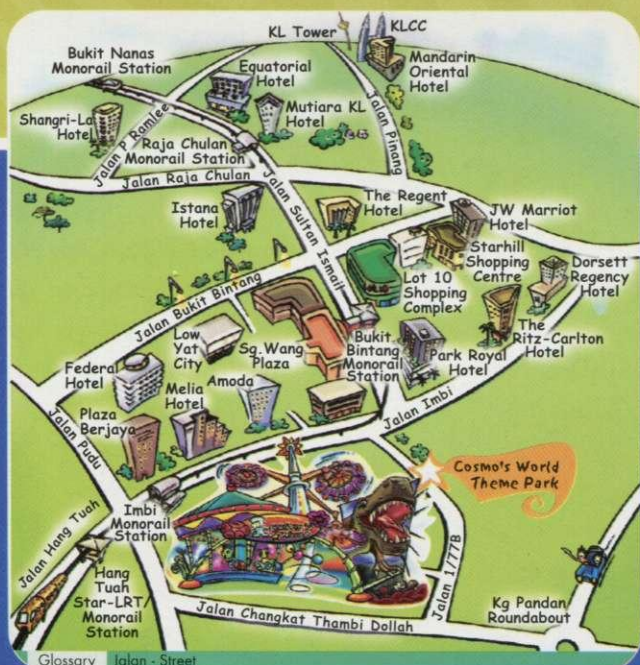 KL Tower
KLCC
Bukit Nanas
Monorail Station
Equatorial
Hotel
Mandarin
Oriental
Hotel
Shangri-La
Hotel
Jalan P Ramlee
Mutiara KL
Hotel
Jalan Pinang
Raja Chulan
Monorail Station
Jalan Raja Chulan
Jalan Sultan Ismail
Istana
Hotel
The Regent
Hotel
JW Marriot
Hotel
Starhill
Shopping
Centre
Dorsett
Regency
Hotel
Jalan Bukit Bintang
Lot 10
Shopping
Complex
Low
Yat
City
Sg.Wang
Plaza
Bukit
Bintang
Monorail
Station
Park Royal
Hotel
The
Ritz-Carlton
Hotel
Federal
Hotel
Melia
Hotel
Amoda
Jalan Imbi
Plaza
Berjaya
Jalan Pudu
Cosmo's World
Theme Park
Imbi
Monorail
Station
Jalan Hang Tuah
Hang
Tuah
Star-LRT/
Monorail
Station
Jalan 1/77B
Jalan Changkat Thambi Dollah
Kg Pandan
Roundabout
Glossary Jalan - Street